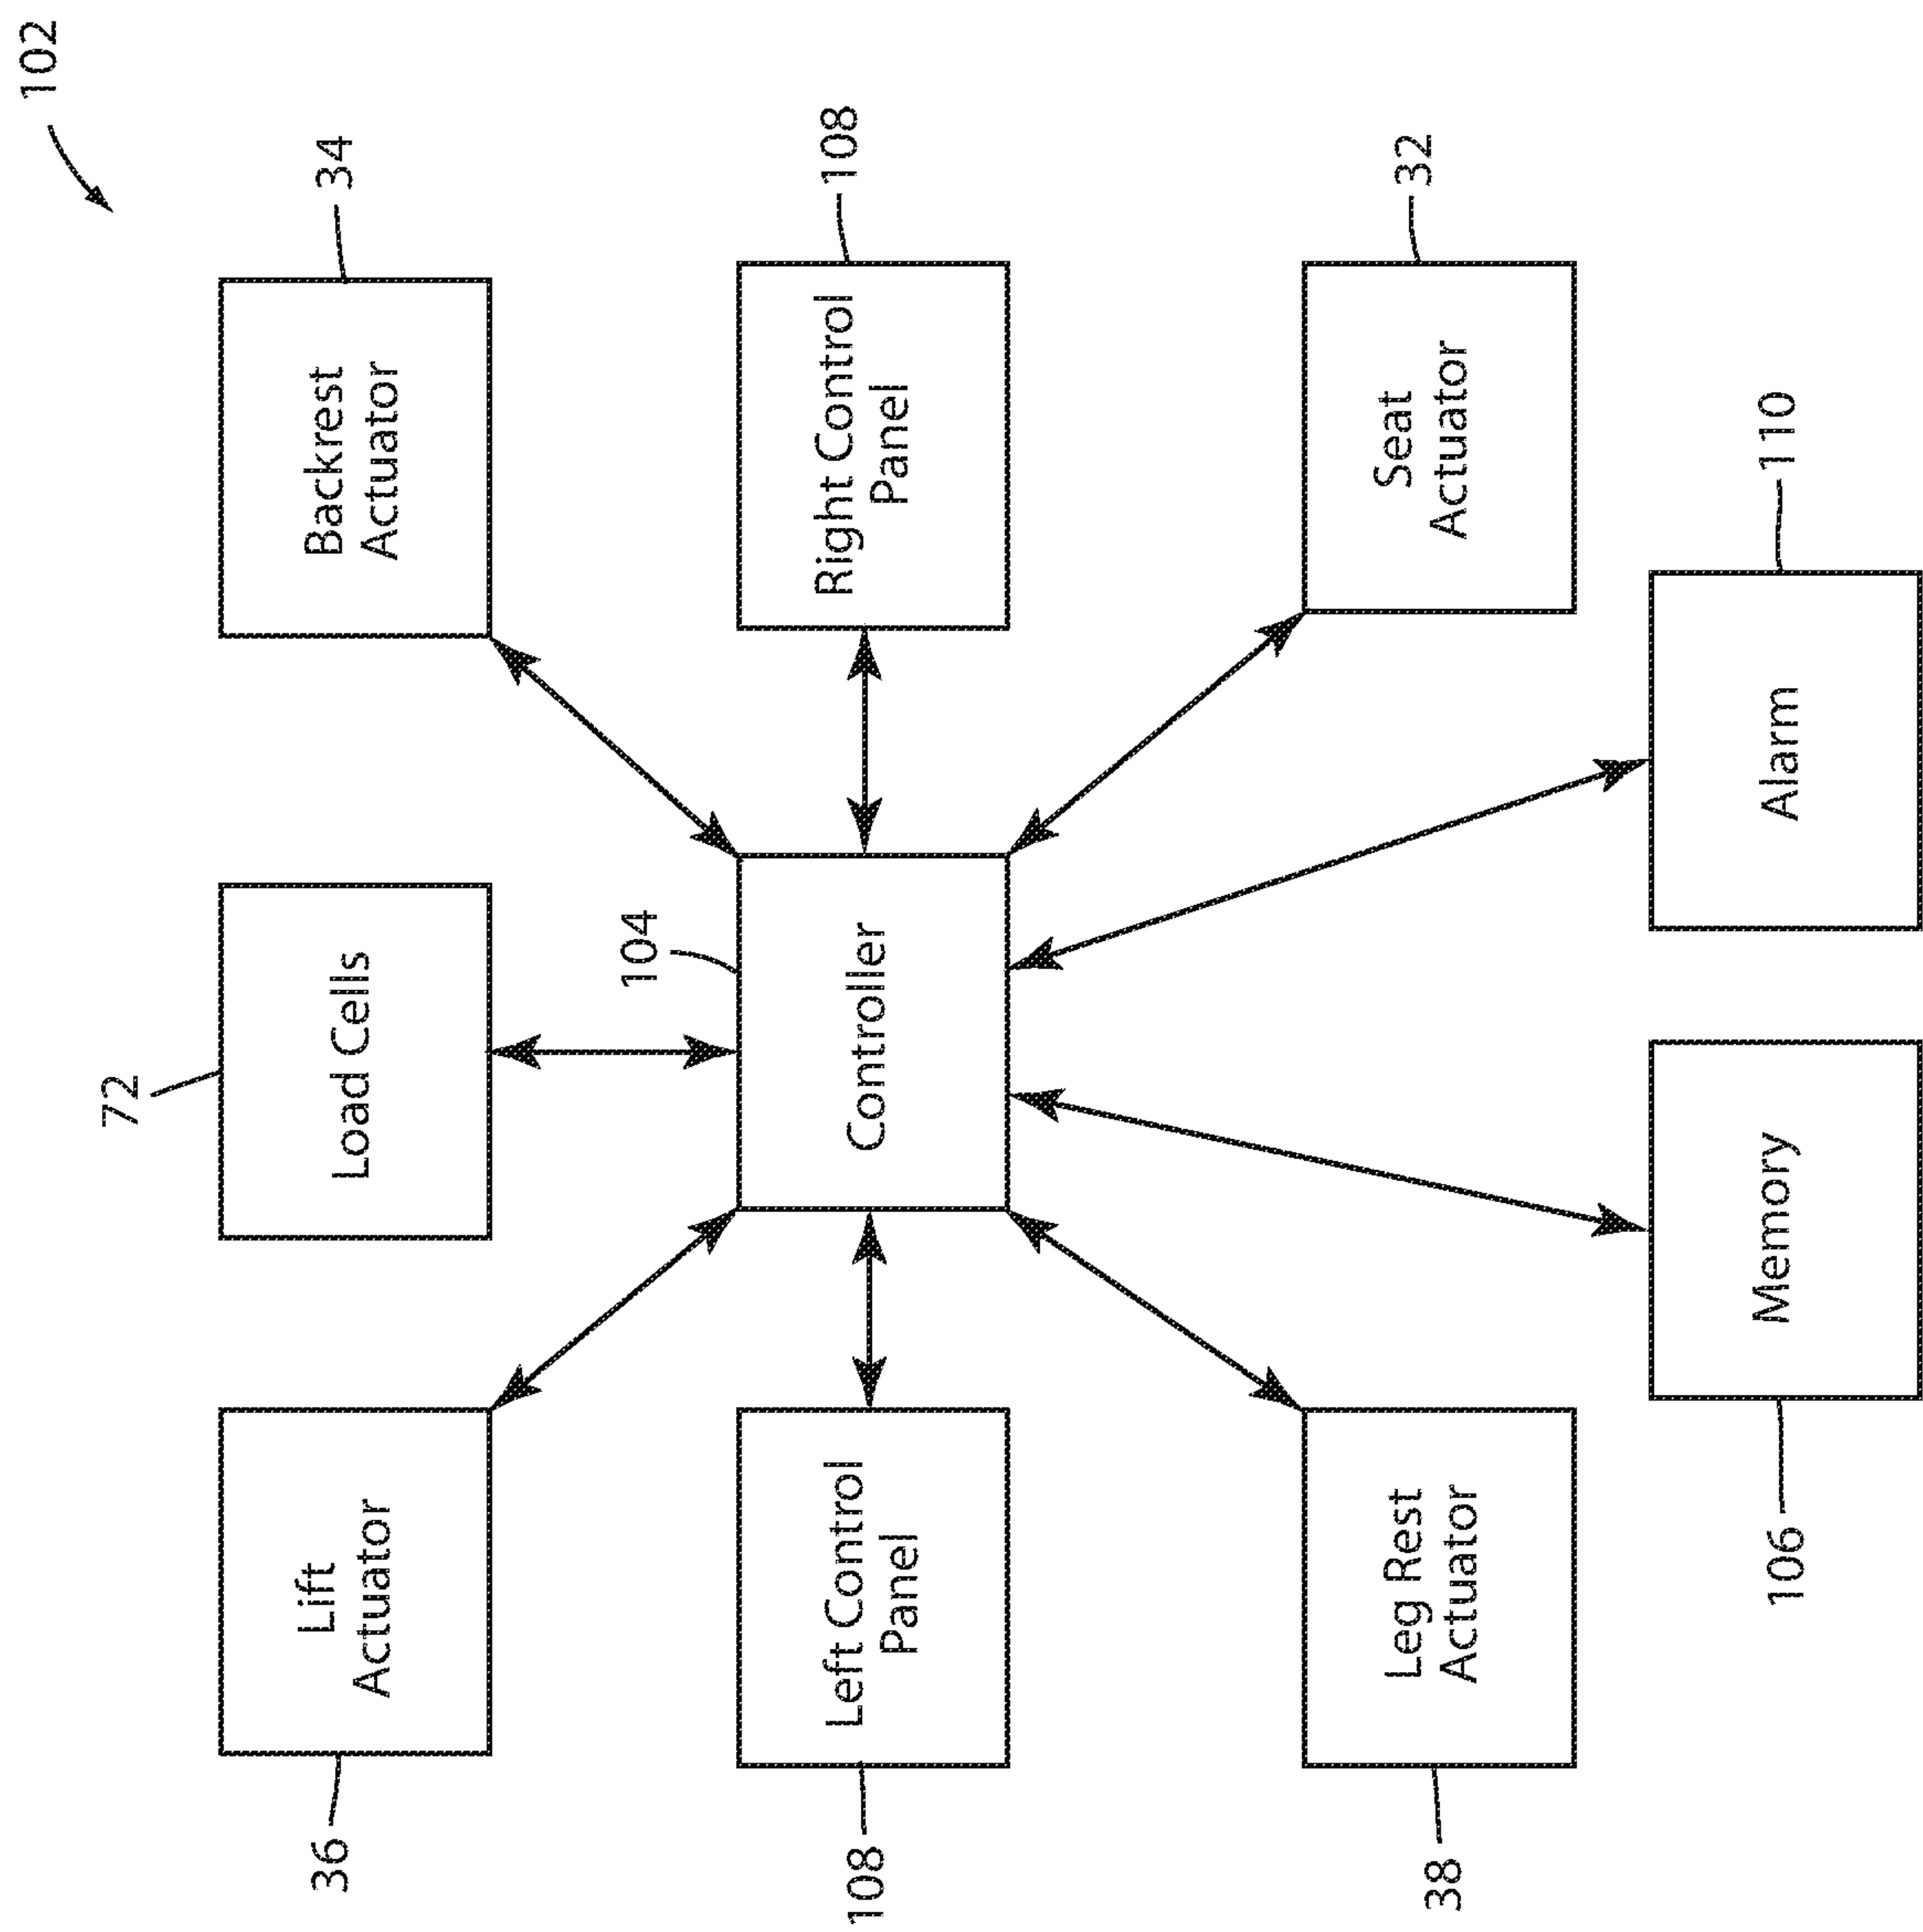 102
36
Lift
Actuator
72
Load Cells
Backrest
Actuator
34
104
108
Left Control
Panel
Controller
Right Control
Panel
108
38
Leg Rest
Actuator
Seat
Actuator
32
106
Memory
Alarm
110